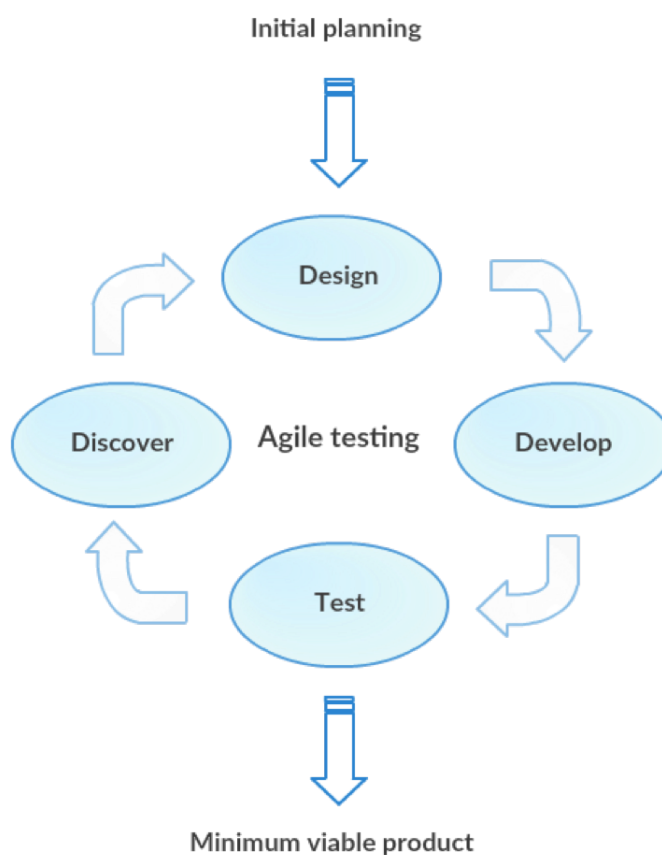 Initial planning
Design
Discover
Agile testing
Develop
Test
Minimum viable product